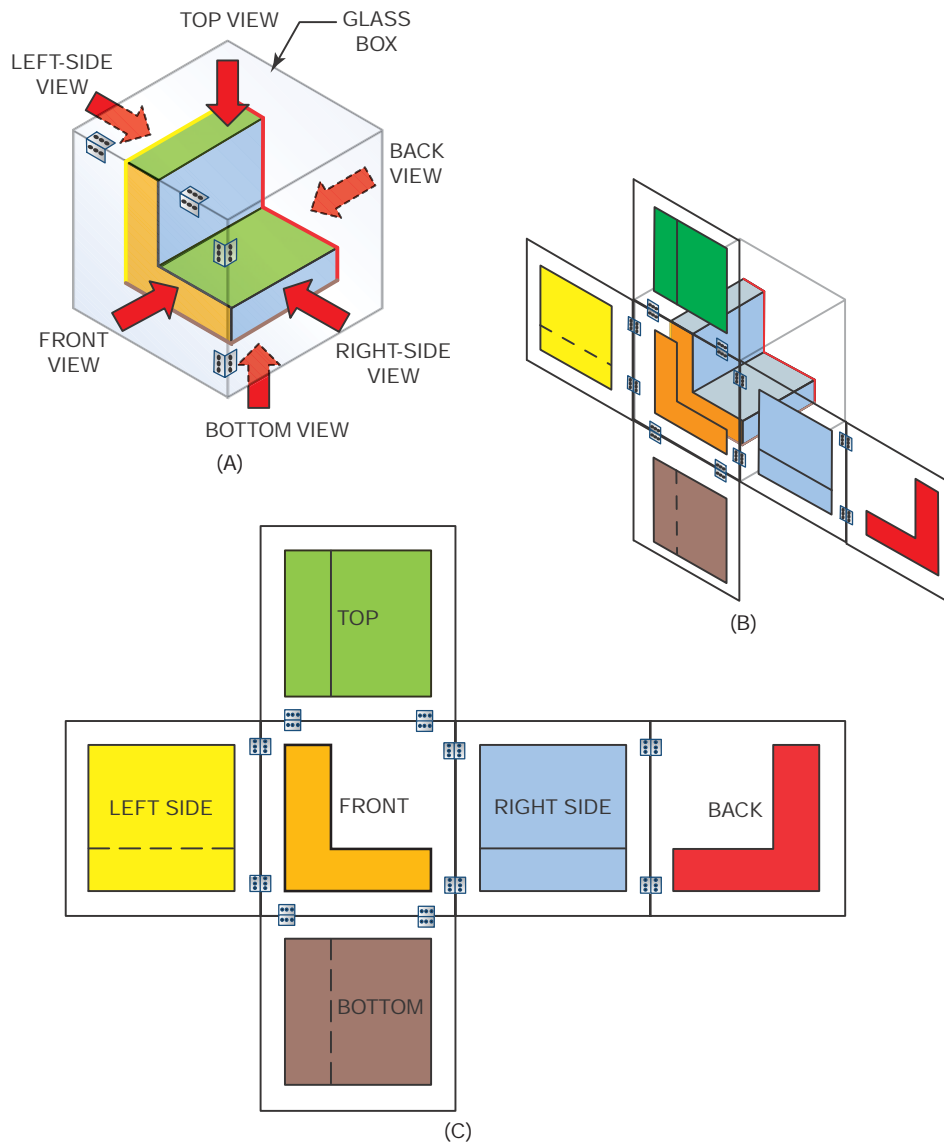 TOP VIEW
GLASS
BOX
LEFT-SIDE
VIEW
BACK
VIEW
FRONT
VIEW
RIGHT-SIDE
VIEW
BOTTOM VIEW
(A)
(B)
TOP
LEFT SIDE
FRONT
RIGHT SIDE
BACK
BOTTOM
(C)